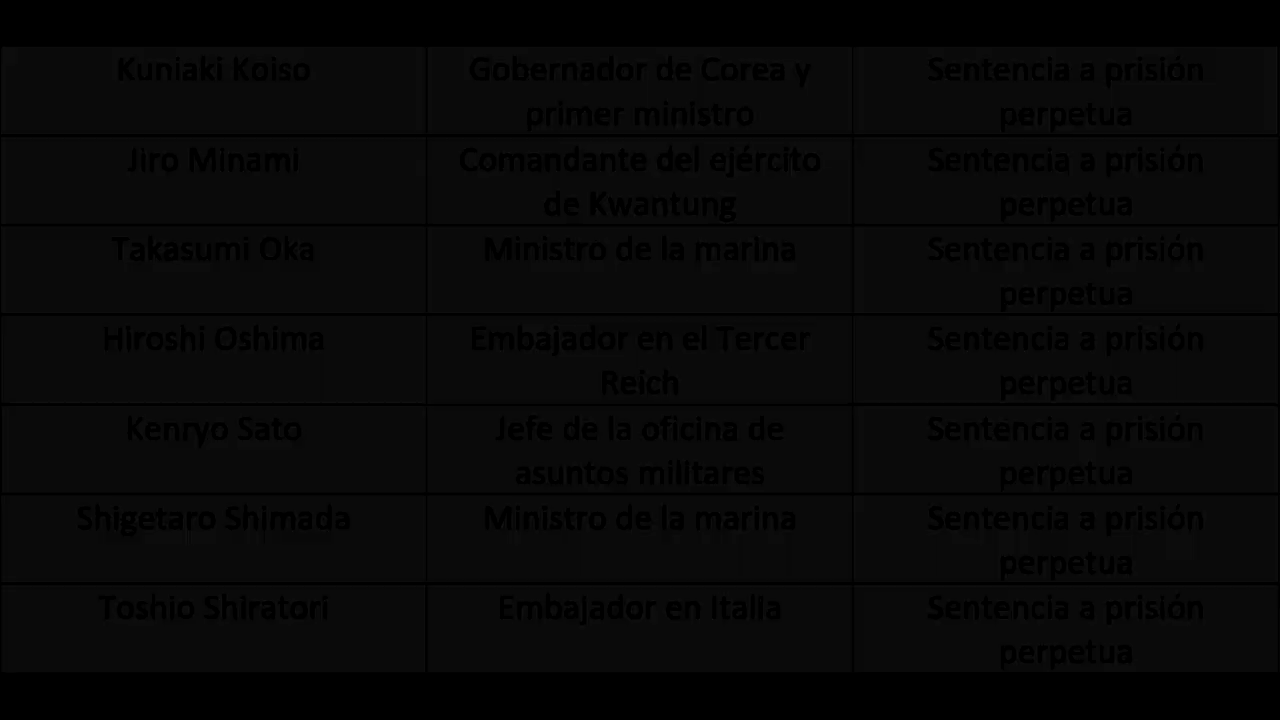 Kuniaki Koiso
Gobernador de Corea y
primer ministro
Sentencia a prisión
perpetua
Jiro Minami
Comandante del ejército
de Kwantung
Sentencia a prisión
perpetua
Takasumi Oka
Ministro de la marina
Sentencia a prisión
perpetua
Hiroshi Oshima
Embajador en el Tercer
Reich
Sentencia a prisión
perpetua
Kenryo Sato
Jefe de la oficina de
asuntos militares
Sentencia a prisión
perpetua
Shigetaro Shimada
Ministro de la marina
Sentencia a prisión
perpetua
Toshio Shiratori
Embajador en Italia
Sentencia a prisión
perpetua